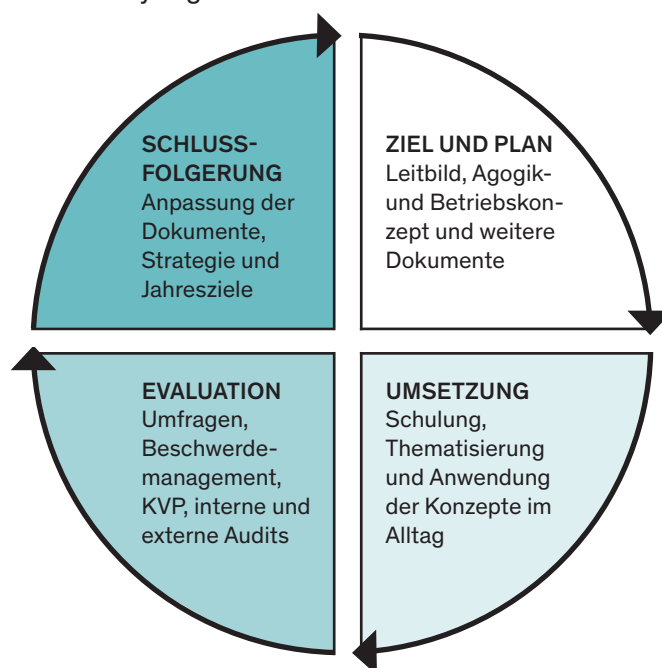 SCHLUSS-
FOLGERUNG
Anpassung der
Dokumente,
Strategie und
Jahresziele
ZIEL UND PLAN
Leitbild, Agogik-
und Betriebskon-
zept und weitere
Dokumente
EVALUATION
Umfragen,
Beschwerde-
management,
KVP, interne und
externe Audits
UMSETZUNG
Schulung,
Thematisierung
und Anwendung
der Konzepte im
Alltag